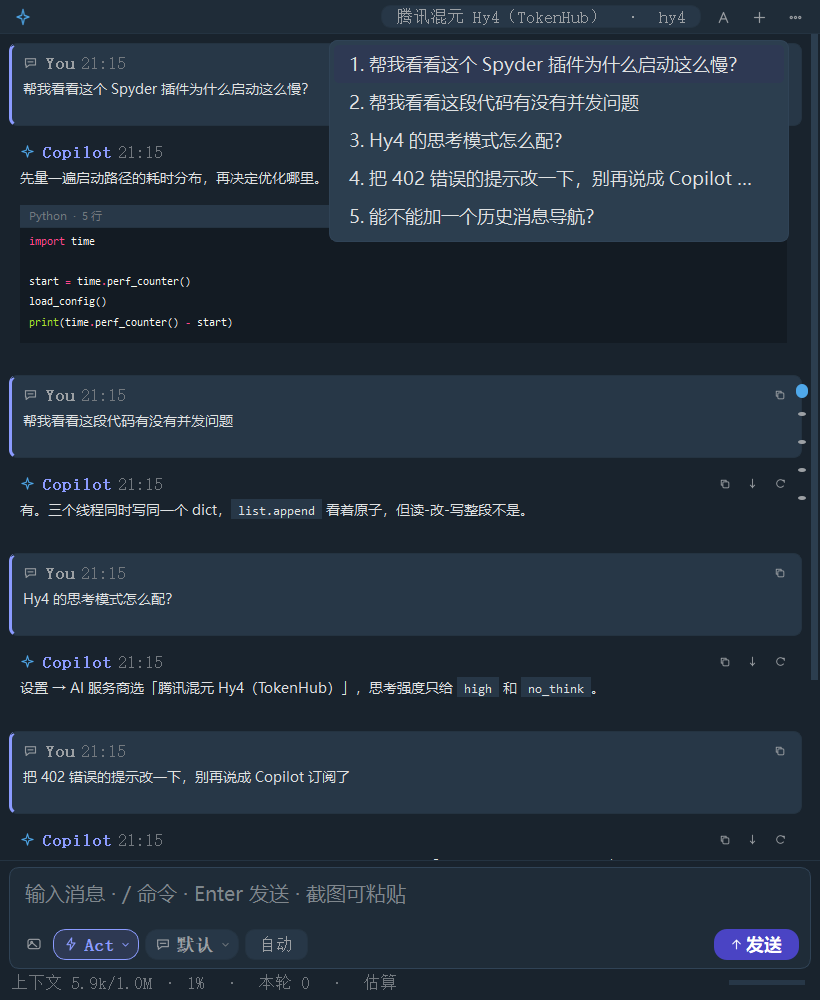 腾讯混元 Hy4（TokenHub） · hy4 A
You 21:15
帮我看看这个 Spyder 插件为什么启动这么慢？
1. 帮我看看这个 Spyder 插件为什么启动这么慢？
2. 帮我看看这段代码有没有并发问题
3. Hy4 的思考模式怎么配？
4. 把 402 错误的提示改一下，别再说成 Copilot ...
5. 能不能加一个历史消息导航？
Copilot 21:15
先量一遍启动路径的耗时分布，再决定优化哪里。
Python · 5 行
import time
start = time.perf_counter()
load_config()
print(time.perf_counter() - start)
You 21:15
帮我看看这段代码有没有并发问题
Copilot 21:15
有。三个线程同时写同一个 dict，list.append 看着原子，但读-改-写整段不是。
You 21:15
Hy4 的思考模式怎么配？
Copilot 21:15
设置 → AI 服务商选「腾讯混元 Hy4（TokenHub）」，思考强度只给 high 和 no_think 。
You 21:15
把 402 错误的提示改一下，别再说成 Copilot 订阅了
Copilot 21:15
输入消息 · / 命令 · Enter 发送 · 截图可粘贴
Act 默认 自动 ↑ 发送
上下文 5.9k/1.0M · 1% · 本轮 0 · 估算